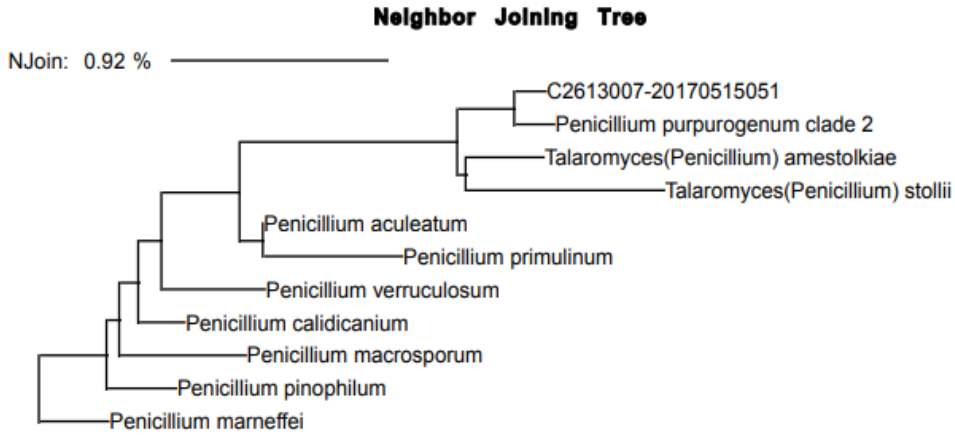 Neighbor Joining Tree
NJoin: 0.92 %
C2613007-20170515051
Penicillium purpurogenum clade 2
Talaromyces(Penicillium) amestolkiae
Talaromyces(Penicillium) stollii
Penicillium aculeatum
Penicillium primulinum
Penicillium verruculosum
Penicillium calidicanium
Penicillium macrosporum
Penicillium pinophilum
Penicillium marneffei